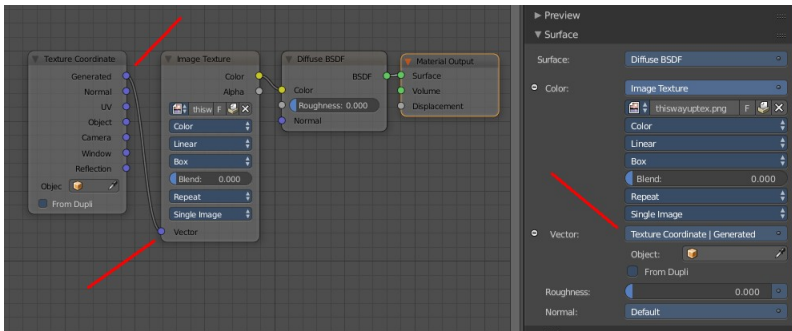 Texture Coordinate
Generated
Normal
UV
Object
Camera
Window
Reflection
Objec
From Dupli
Image Texture
Color
Alpha
thisw F
Color
Linear
Box
Blend: 0.000
Repeat
Single Image
Vector
Diffuse BSDF
BSDF
Color
Roughness: 0.000
Normal
Material Output
Surface
Volume
Displacement
Preview
Surface
Surface: Diffuse BSDF
Color: Image Texture
thiswayuptex.png F
Color
Linear
Box
Blend: 0.000
Repeat
Single Image
Vector: Texture Coordinate | Generated
Object:
From Dupli
Roughness: 0.000
Normal: Default